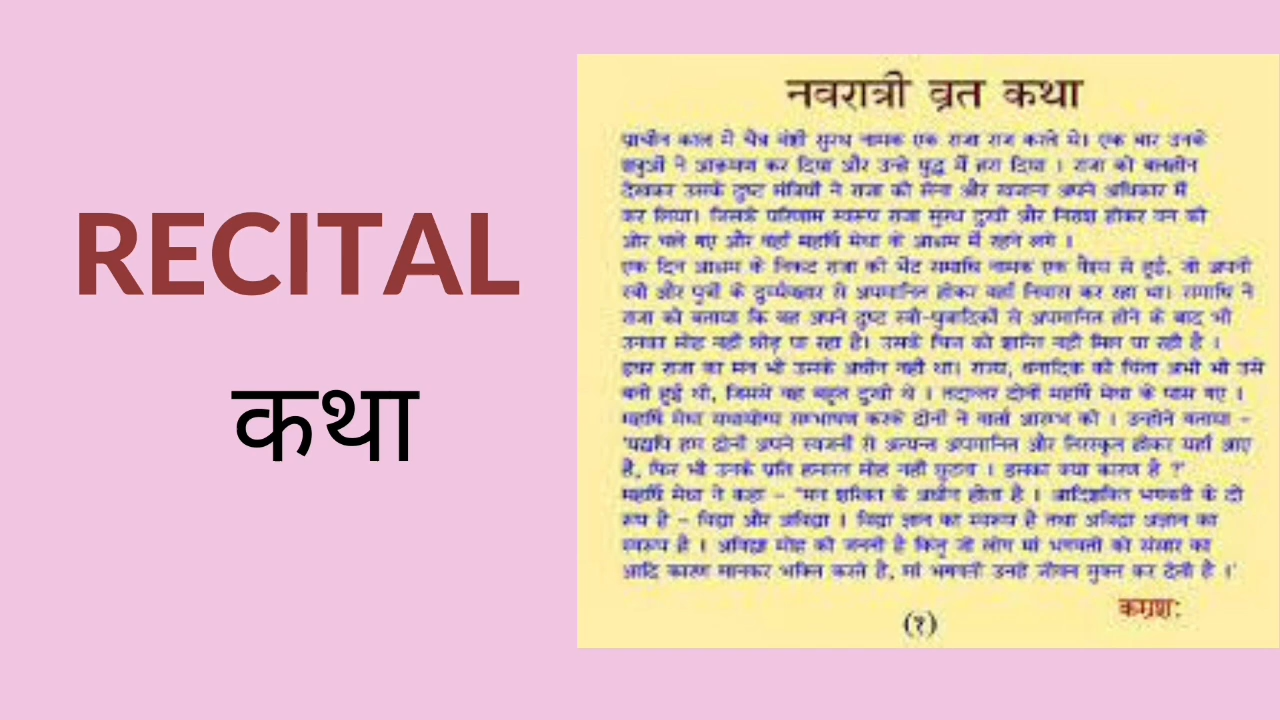 RECITAL
कथा
नवरात्री व्रत कथा
प्राचीन काल में चैत्र वंशी सुरथ नामक एक राजा राज करते थे। एक बार उनके
शत्रुओं ने आक्रमण कर दिया और उन्हें युद्ध में हरा दिया । राजा को बलहीन
देखकर उसके दुष्ट मंत्रियों ने राजा की सेना और खजाना अपने अधिकार में
कर लिया। जिसके परिणाम स्वरूप राजा सुरथ दुखी और निराश होकर वन की
ओर चले गए और वहाँ महर्षि मेधा के आश्रम में रहने लगे ।
एक दिन आश्रम के निकट राजा की भेंट समाधि नामक एक वैश्य से हुई, जो अपनी
स्त्री और पुत्रों के दुर्व्यवहार से अपमानित होकर वहाँ निवास कर रहा था। समाधि ने
राजा को बताया कि वह अपने दुष्ट स्त्री-पुत्रादिकों से अपमानित होने के बाद भी
उनका मोह नहीं छोड़ पा रहा है। उसके चित्त को शान्ति नहीं मिल पा रही है ।
इधर राजा का मन भी उसके अधीन नहीं था। राज्य, धनादिक की चिंता अभी भी उसे
बनी हुई थी, जिससे वह बहुत दुखी थे । तदान्तर दोनों महर्षि मेधा के पास गए ।
महर्षि मेधा यथायोग्य सम्भाषण करके दोनों ने वार्ता आरम्भ की । उन्होंने बताया -
'यद्यपि हम दोनों अपने स्वजनों से अत्यन्त अपमानित और तिरस्कृत होकर यहाँ आए
हैं, फिर भी उनके प्रति हमारा मोह नहीं छूटता । इसका क्या कारण है ?'
महर्षि मेधा ने कहा - 'मन शक्ति के अधीन होता है । आदिशक्ति भगवती के दो
रूप है - विद्या और अविद्या । विद्या ज्ञान का स्वरूप है तथा अविद्या अज्ञान का
स्वरूप है । अविद्या मोह की जननी है किंतु जो लोग मां भगवती को संसार का
आदि कारण मानकर भक्ति करते है, मां भगवती उनहे जीवन मुक्त कर देती है ।'
कमशः
(१)